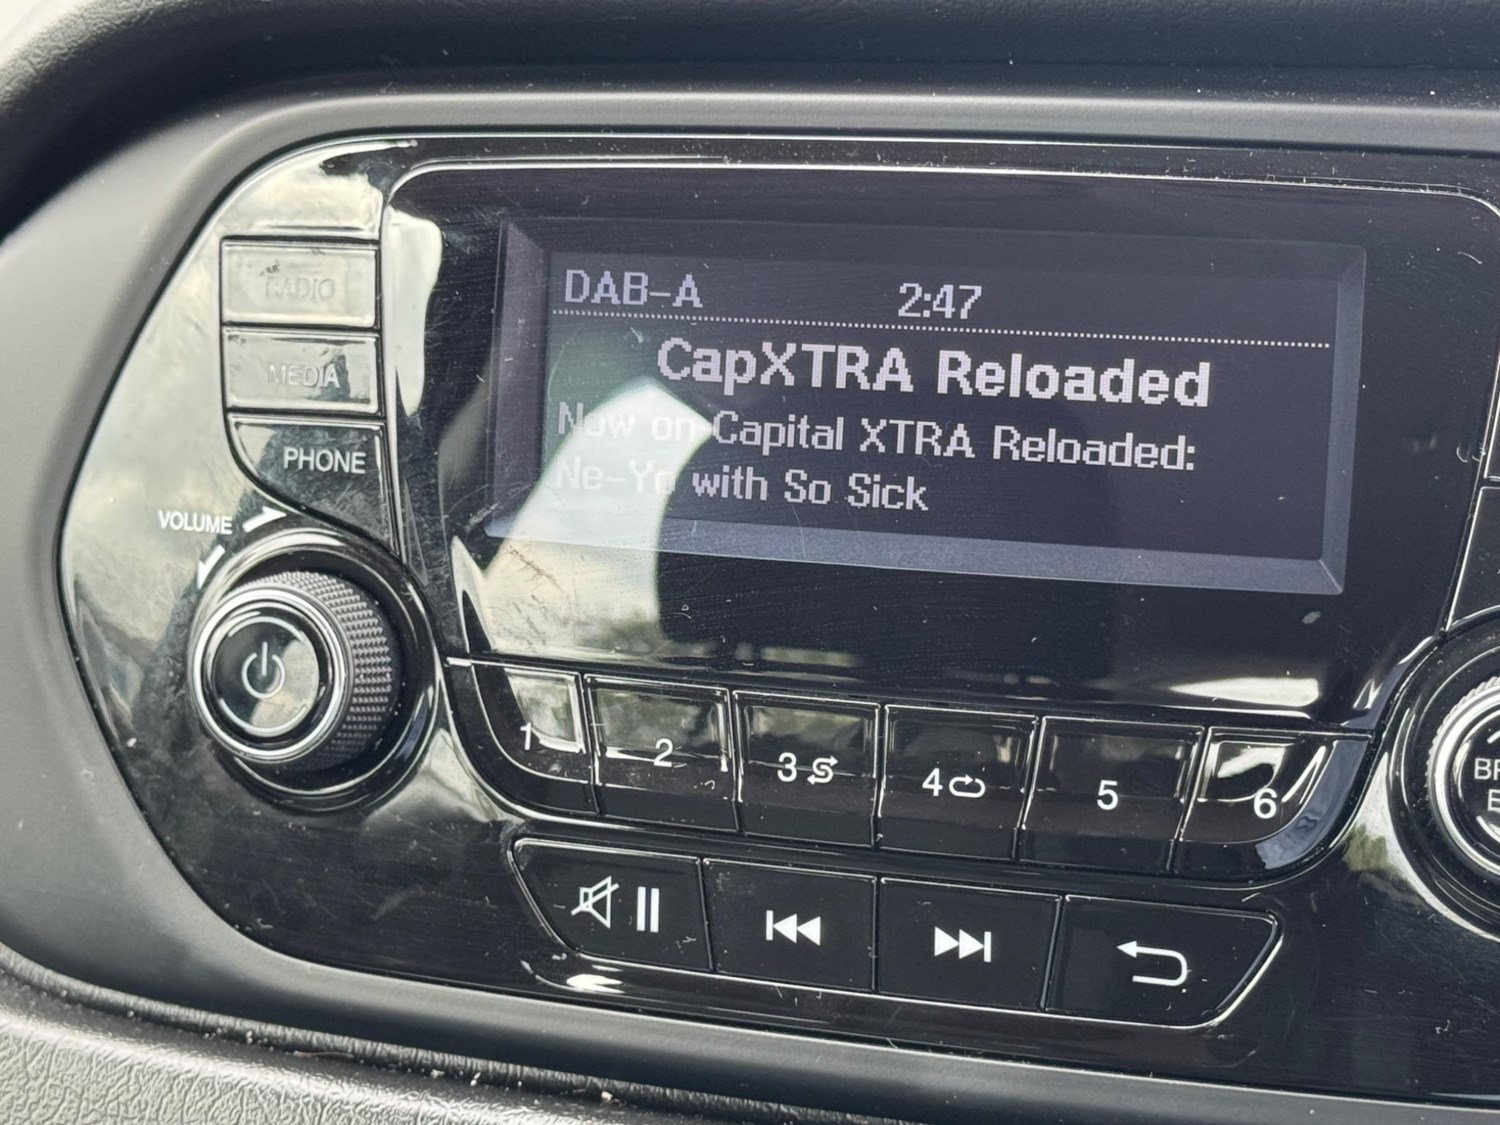 DAB-A 2:47
CapXTRA Reloaded
Now on Capital XTRA Reloaded:
Ne-Yo with So Sick
RADIO
MEDIA
PHONE
VOLUME
1 2 3 4 5 6